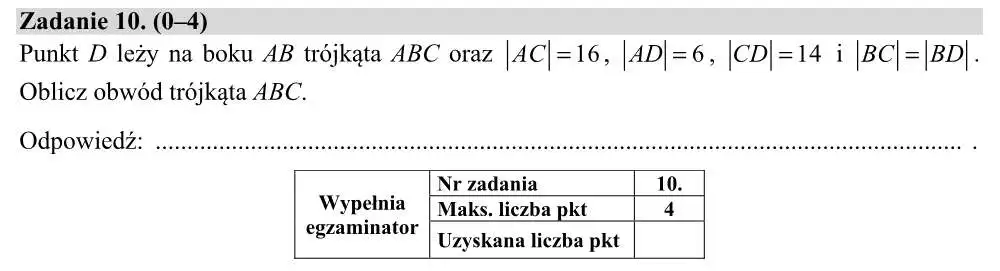 Zadanie 10. (0–4)
Punkt D leży na boku AB trójkąta ABC oraz |AC|=16, |AD|=6, |CD|=14 i |BC|=|BD|.
Oblicz obwód trójkąta ABC.
Odpowiedź: ................................................................................................................................ .
Wypełnia egzaminator
Nr zadania 10.
Maks. liczba pkt 4
Uzyskana liczba pkt